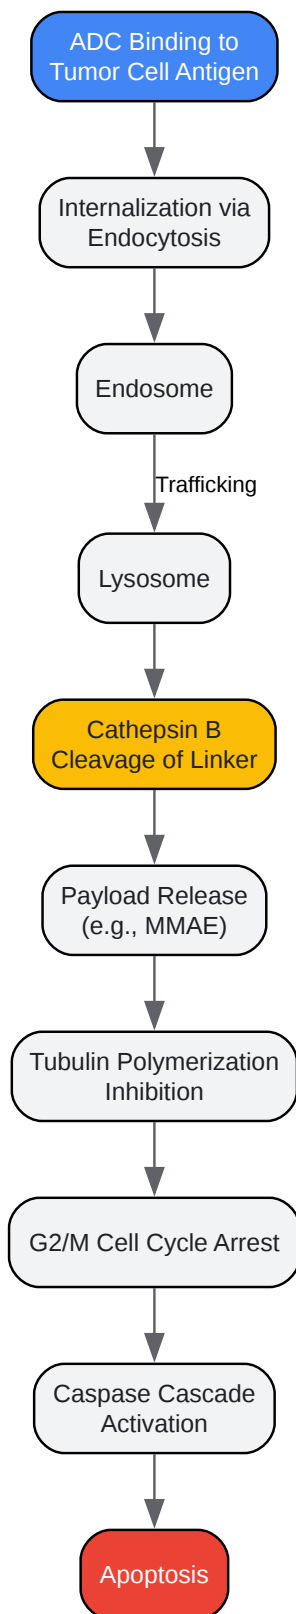 ADC Binding to
Tumor Cell Antigen
Internalization via
Endocytosis
Endosome
Trafficking
Lysosome
Cathepsin B
Cleavage of Linker
Payload Release
(e.g., MMAE)
Tubulin Polymerization
Inhibition
G2/M Cell Cycle Arrest
Caspase Cascade
Activation
Apoptosis